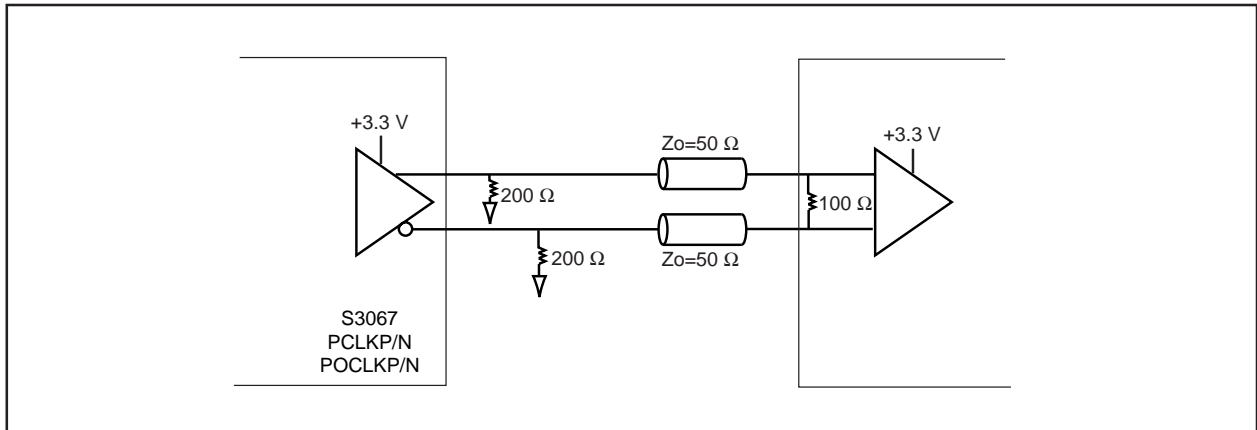 +3.3 V
+3.3 V
Zo=50 Ω
200 Ω
100 Ω
200 Ω
Zo=50 Ω
S3067
PCLKP/N
POCLKP/N